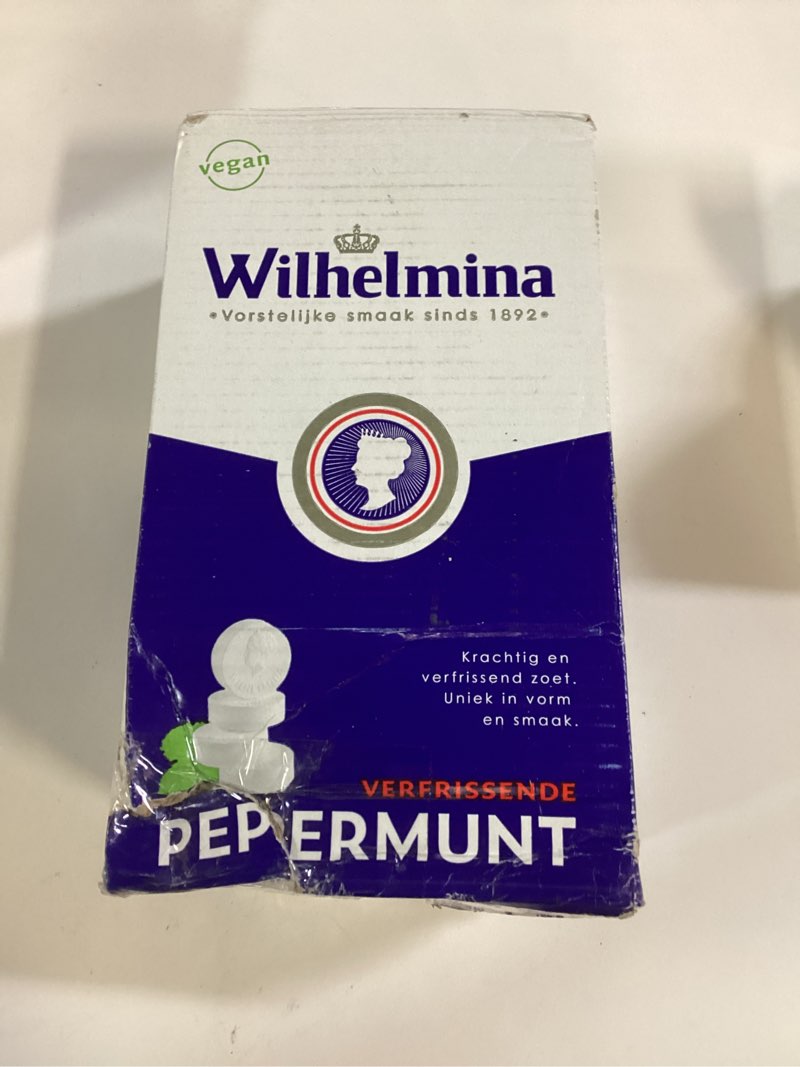 vegan
Wilhelmina
•Vorstelijke smaak sinds 1892•
Krachtig en
verfrissend zoet.
Uniek in vorm
en smaak.
VERFRISSENDE
PEPERMUNT